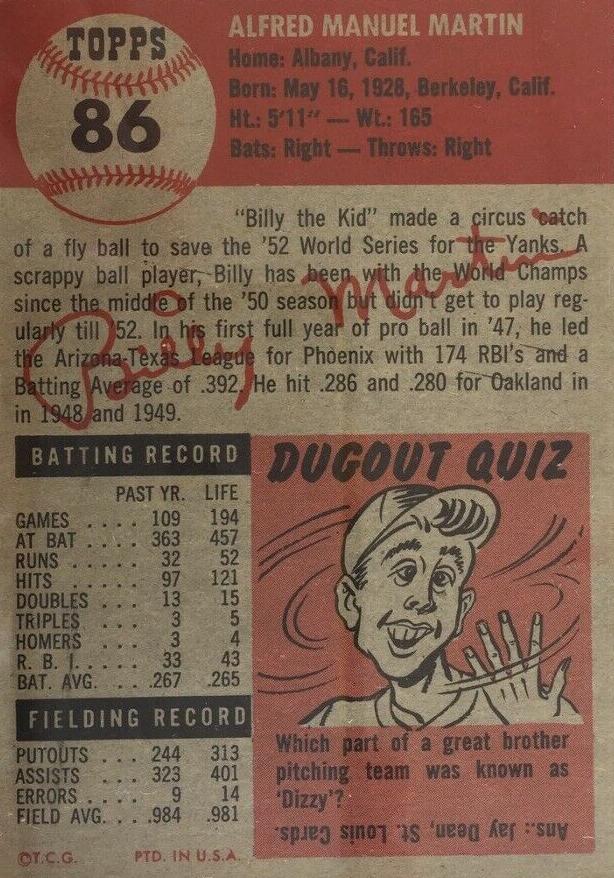 TOPPS
86
ALFRED MANUEL MARTIN
Home: Albany, Calif.
Born: May 16, 1928, Berkeley, Calif.
Ht.: 5'11" — Wt.: 165
Bats: Right — Throws: Right
"Billy the Kid" made a circus catch
of a fly ball to save the '52 World Series for the Yanks. A
scrappy ball player, Billy has been with the World Champs
since the middle of the '50 season but didn't get to play reg-
ularly till '52. In his first full year of pro ball in '47, he led
the Arizona-Texas League for Phoenix with 174 RBI's and a
Batting Average of .392. He hit .286 and .280 for Oakland in
in 1948 and 1949.
Billy Martin
BATTING RECORD
PAST YR. LIFE
GAMES .... 109 194
AT BAT .... 363 457
RUNS ..... 32 52
HITS ..... 97 121
DOUBLES ... 13 15
TRIPLES ... 3 5
HOMERS ... 3 4
R. B. I. ..... 33 43
BAT. AVG. ... .267 .265
FIELDING RECORD
PUTOUTS ... 244 313
ASSISTS .... 323 401
ERRORS .... 9 14
FIELD AVG. ... .984 .981
©T.C.G. PTD. IN U.S.A.
DUGOUT QUIZ
Which part of a great brother
pitching team was known as
'Dizzy'?
Ans.: Jay Dean, St. Louis Cards.